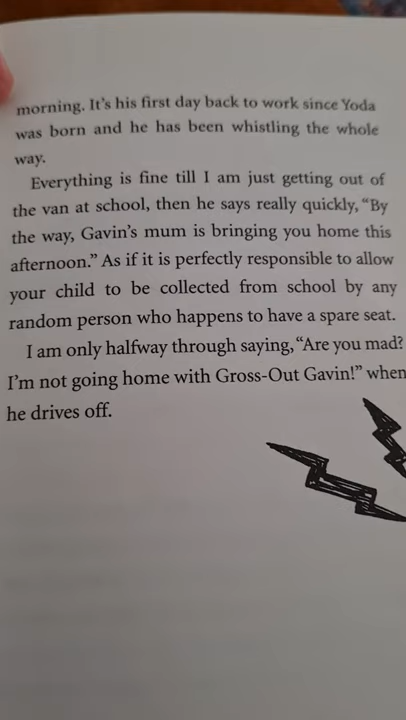 morning. It's his first day back to work since Yoda
was born and he has been whistling the whole
way.
Everything is fine till I am just getting out of
the van at school, then he says really quickly, “By
the way, Gavin's mum is bringing you home this
afternoon.” As if it is perfectly responsible to allow
your child to be collected from school by any
random person who happens to have a spare seat.
I am only halfway through saying, “Are you mad?
I'm not going home with Gross-Out Gavin!” when
he drives off.